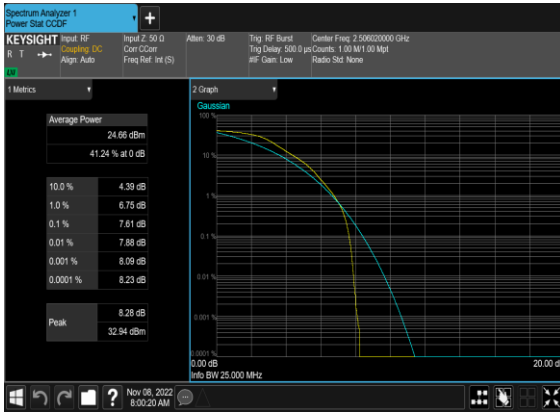 Spectrum Analyzer 1
Power Stat CCDF
KEYSIGHT
R T
LV
Input: RF
Coupling: DC
Align: Auto
Input Z: 50 Ω
Corr CCorr
Freq Ref: Int (S)
Atten: 30 dB
Trig: RF Burst
Trig Delay: 500.0 µs
#IF Gain: Low
Center Freq: 2.506020000 GHz
Counts: 1.00 M/1.00 Mpt
Radio Std: None
1 Metrics
Average Power
24.66 dBm
41.24 % at 0 dB
10.0 % 4.39 dB
1.0 % 6.75 dB
0.1 % 7.61 dB
0.01 % 7.88 dB
0.001 % 8.09 dB
0.0001 % 8.23 dB
Peak
8.28 dB
32.94 dBm
2 Graph
Gaussian
100 %
10 %
1 %
0.1 %
0.01 %
0.001 %
0.0001 %
0.00 dB
20.00 d
Info BW 25.000 MHz
Nov 08, 2022
8:00:20 AM